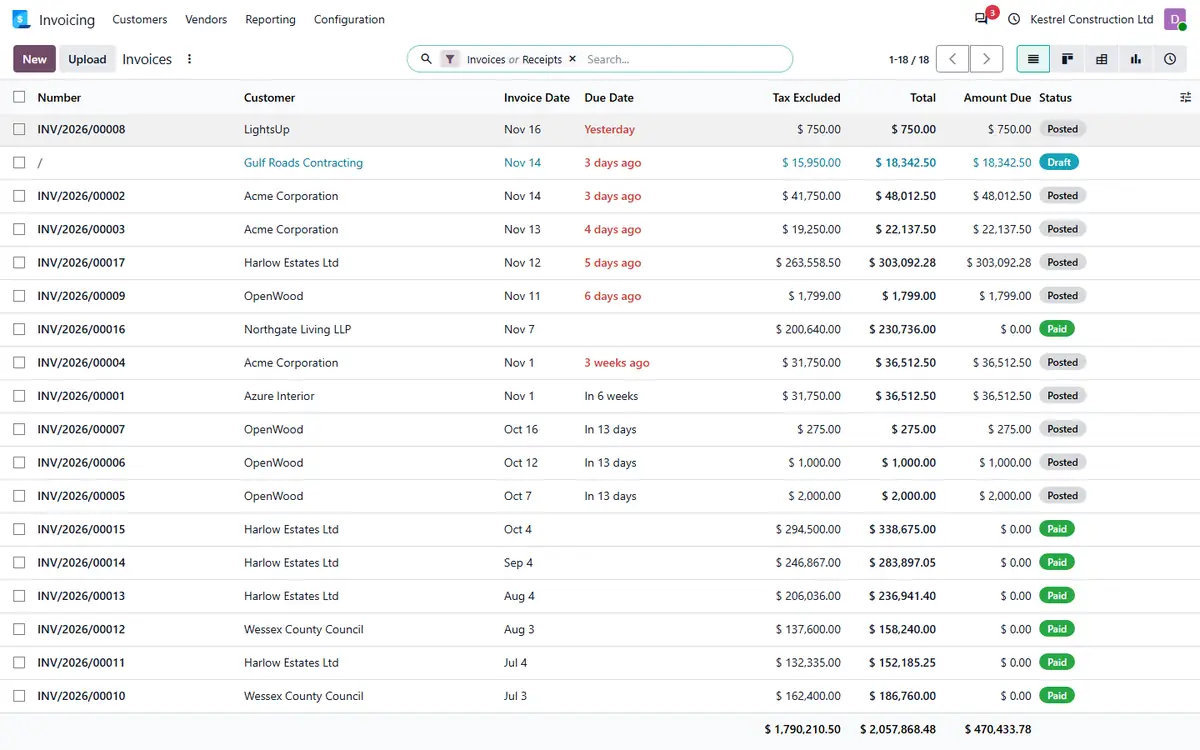 Invoicing Customers Vendors Reporting Configuration 3 Kestrel Construction Ltd D
New Upload Invoices Invoices or Receipts × Search... 1-18 / 18
Number Customer Invoice Date Due Date Tax Excluded Total Amount Due Status
INV/2026/00008 LightsUp Nov 16 Yesterday $ 750.00 $ 750.00 $ 750.00 Posted
/ Gulf Roads Contracting Nov 14 3 days ago $ 15,950.00 $ 18,342.50 $ 18,342.50 Draft
INV/2026/00002 Acme Corporation Nov 14 3 days ago $ 41,750.00 $ 48,012.50 $ 48,012.50 Posted
INV/2026/00003 Acme Corporation Nov 13 4 days ago $ 19,250.00 $ 22,137.50 $ 22,137.50 Posted
INV/2026/00017 Harlow Estates Ltd Nov 12 5 days ago $ 263,558.50 $ 303,092.28 $ 303,092.28 Posted
INV/2026/00009 OpenWood Nov 11 6 days ago $ 1,799.00 $ 1,799.00 $ 1,799.00 Posted
INV/2026/00016 Northgate Living LLP Nov 7 $ 200,640.00 $ 230,736.00 $ 0.00 Paid
INV/2026/00004 Acme Corporation Nov 1 3 weeks ago $ 31,750.00 $ 36,512.50 $ 36,512.50 Posted
INV/2026/00001 Azure Interior Nov 1 In 6 weeks $ 31,750.00 $ 36,512.50 $ 36,512.50 Posted
INV/2026/00007 OpenWood Oct 16 In 13 days $ 275.00 $ 275.00 $ 275.00 Posted
INV/2026/00006 OpenWood Oct 12 In 13 days $ 1,000.00 $ 1,000.00 $ 1,000.00 Posted
INV/2026/00005 OpenWood Oct 7 In 13 days $ 2,000.00 $ 2,000.00 $ 2,000.00 Posted
INV/2026/00015 Harlow Estates Ltd Oct 4 $ 294,500.00 $ 338,675.00 $ 0.00 Paid
INV/2026/00014 Harlow Estates Ltd Sep 4 $ 246,867.00 $ 283,897.05 $ 0.00 Paid
INV/2026/00013 Harlow Estates Ltd Aug 4 $ 206,036.00 $ 236,941.40 $ 0.00 Paid
INV/2026/00012 Wessex County Council Aug 3 $ 137,600.00 $ 158,240.00 $ 0.00 Paid
INV/2026/00011 Harlow Estates Ltd Jul 4 $ 132,335.00 $ 152,185.25 $ 0.00 Paid
INV/2026/00010 Wessex County Council Jul 3 $ 162,400.00 $ 186,760.00 $ 0.00 Paid
$ 1,790,210.50 $ 2,057,868.48 $ 470,433.78